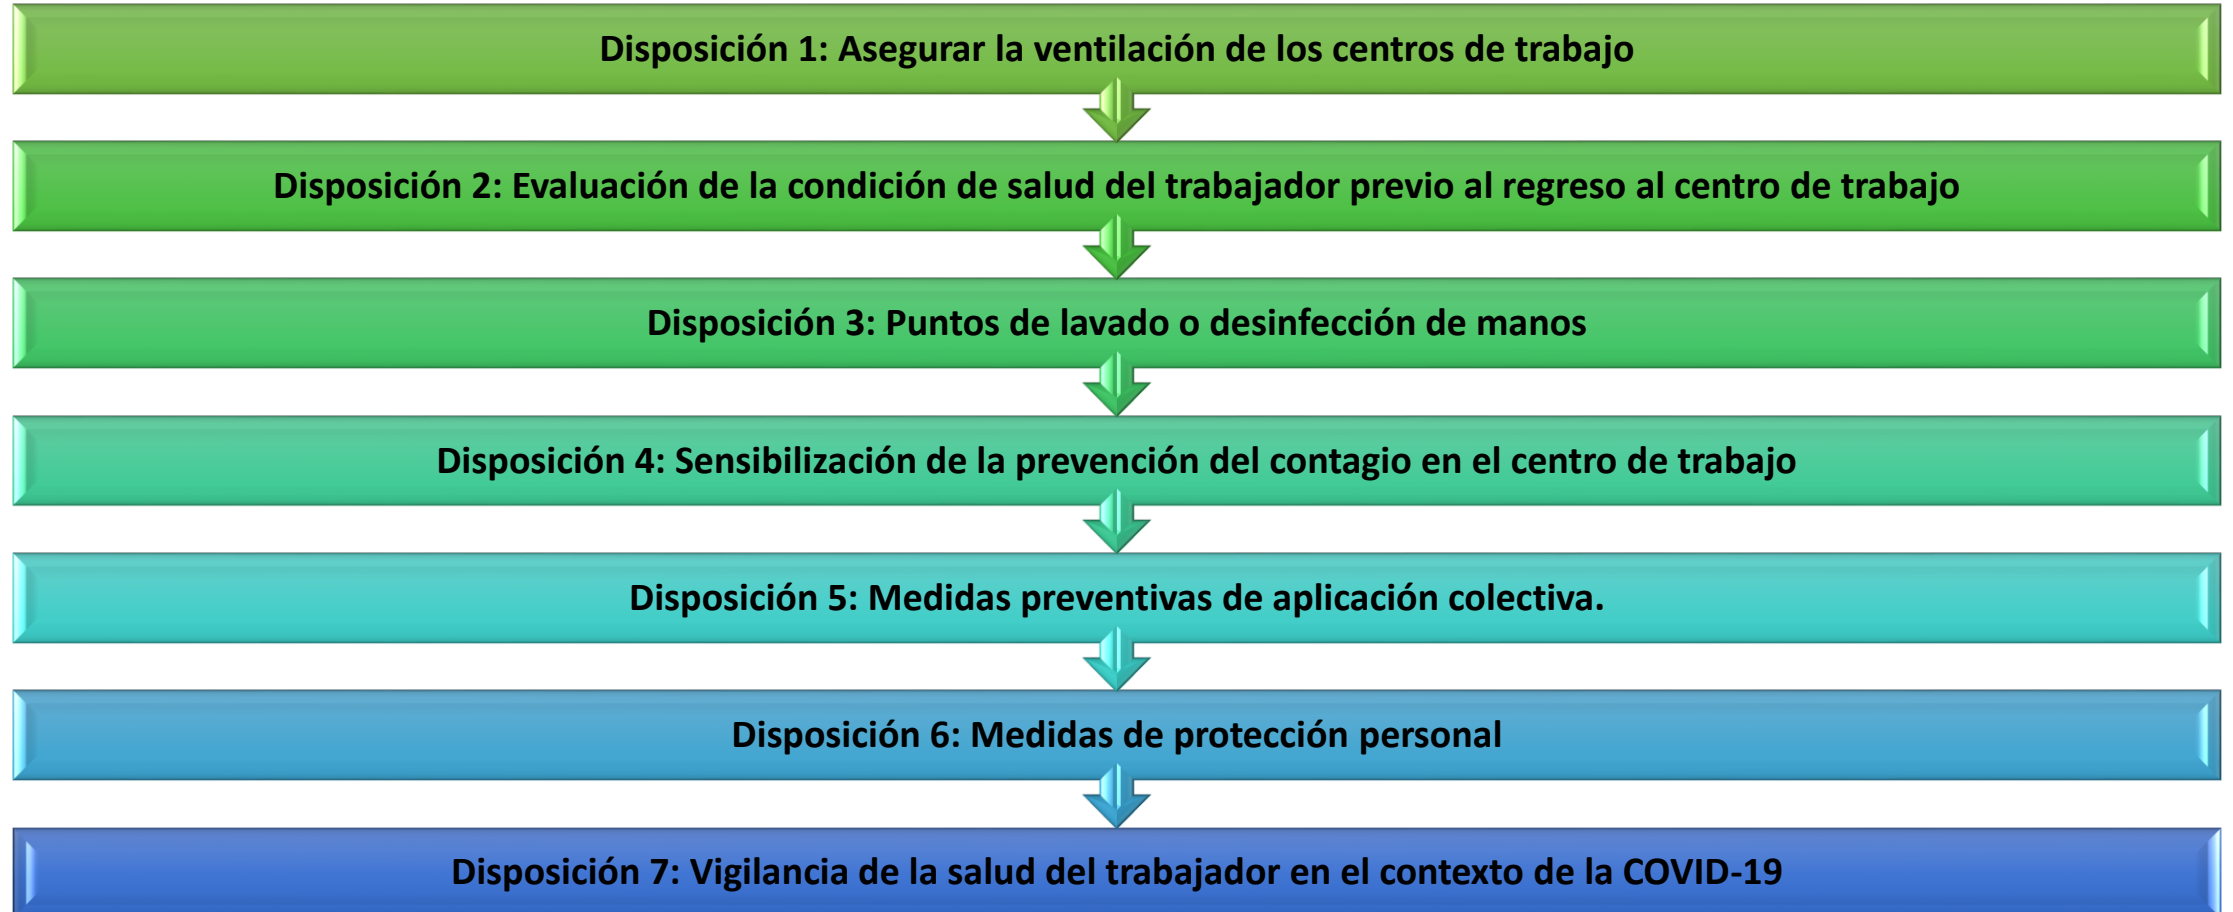 Disposición 1: Asegurar la ventilación de los centros de trabajo
Disposición 2: Evaluación de la condición de salud del trabajador previo al regreso al centro de trabajo
Disposición 3: Puntos de lavado o desinfección de manos
Disposición 4: Sensibilización de la prevención del contagio en el centro de trabajo
Disposición 5: Medidas preventivas de aplicación colectiva.
Disposición 6: Medidas de protección personal
Disposición 7: Vigilancia de la salud del trabajador en el contexto de la COVID-19